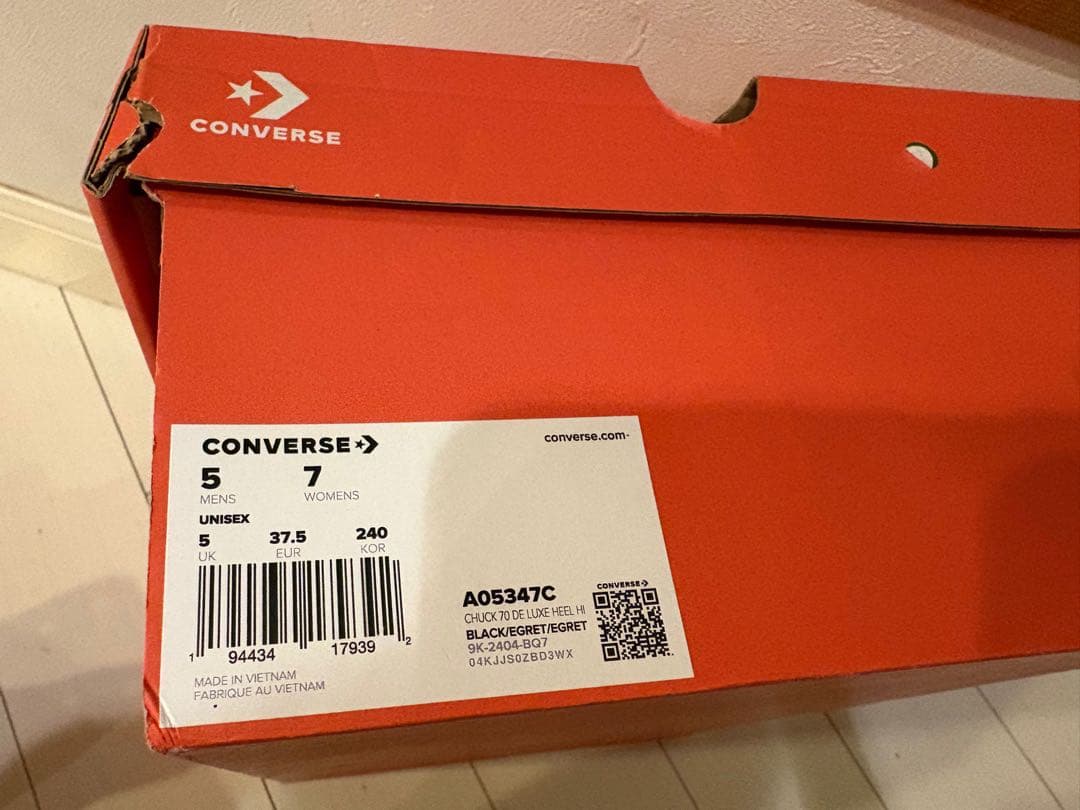 CONVERSE
CONVERSE
converse.com
5 7
MENS WOMENS
UNISEX
5 37.5 240
UK EUR KOR
1 94434 17939 2
A05347C
CHUCK 70 DE LUXE HEEL HI
BLACK/EGRET/EGRET
9K-2404-BQ7
04KJJS0ZBD3WX
CONVERSE
MADE IN VIETNAM
FABRIQUE AU VIETNAM